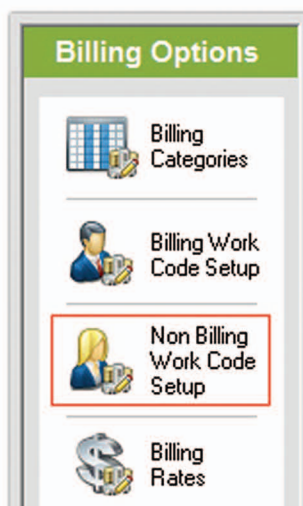 Billing Options
Billing
Categories
Billing Work
Code Setup
Non Billing
Work Code
Setup
Billing
Rates